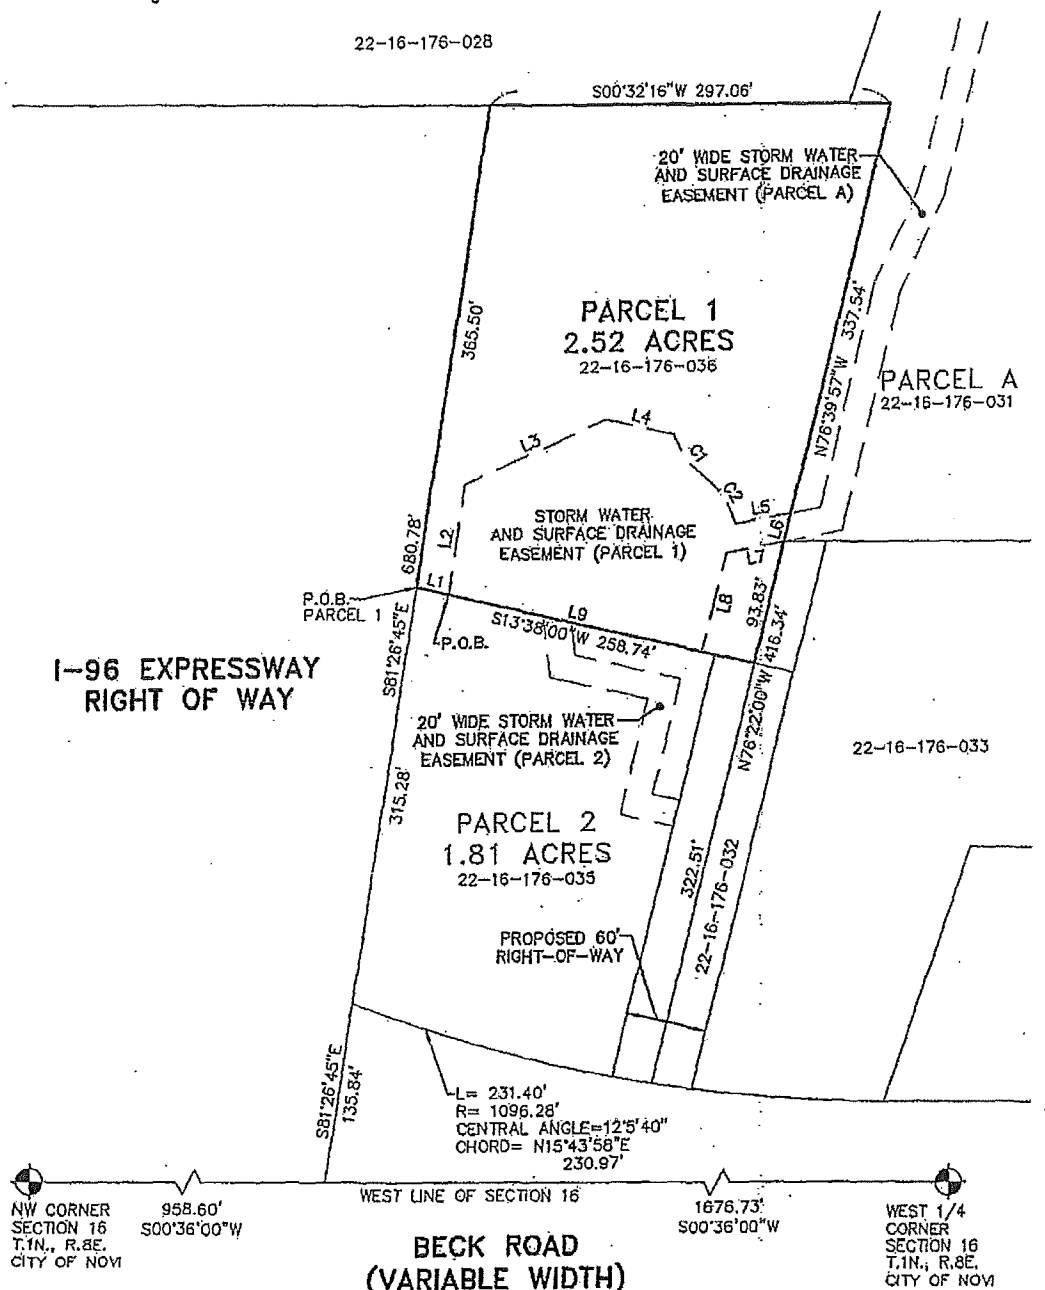 22-16-176-028
S00°32'16"W 297.06'
20' WIDE STORM WATER
AND SURFACE DRAINAGE
EASEMENT (PARCEL A)
365.50'
PARCEL 1
2.52 ACRES
22-16-176-036
N76°39'57"W 337.54'
PARCEL A
22-16-176-031
L4
L3
C1
C2
L5
L6
L7
L2
STORM WATER
AND SURFACE DRAINAGE
EASEMENT (PARCEL 1)
680.78'
L1
L8
93.83'
P.O.B.
PARCEL 1
L9
S13°38'00"W 258.74'
P.O.B.
S81°26'45"E
N76°22'00"W 416.34'
I-96 EXPRESSWAY
RIGHT OF WAY
20' WIDE STORM WATER
AND SURFACE DRAINAGE
EASEMENT (PARCEL 2)
22-16-176-033
315.28'
PARCEL 2
1.81 ACRES
22-16-176-035
322.51'
22-16-176-032
PROPOSED 60'
RIGHT-OF-WAY
S81°26'45"E
135.84'
L= 231.40'
R= 1096.28'
CENTRAL ANGLE=12°5'40"
CHORD= N15°43'58"E
230.97'
WEST LINE OF SECTION 16
NW CORNER
SECTION 16
T.1N., R.8E.
CITY OF NOVI
958.60'
S00°36'00"W
1676.73'
S00°36'00"W
WEST 1/4
CORNER
SECTION 16
T.1N., R.8E.
CITY OF NOVI
BECK ROAD
(VARIABLE WIDTH)